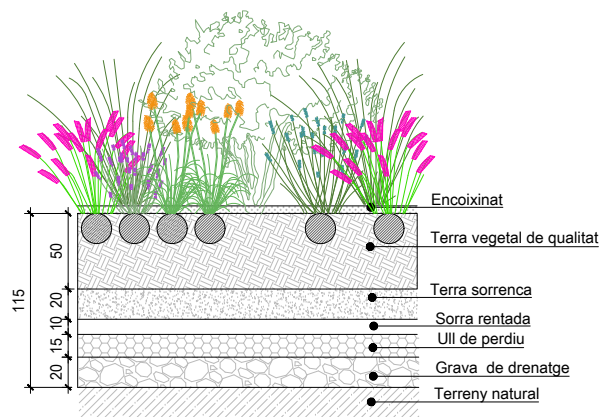 Encoixinat
Terra vegetal de qualitat
Terra sorrenca
Sorra rentada
Ull de perdiu
Grava de drenatge
Terreny natural
115
50
20
10
15
20